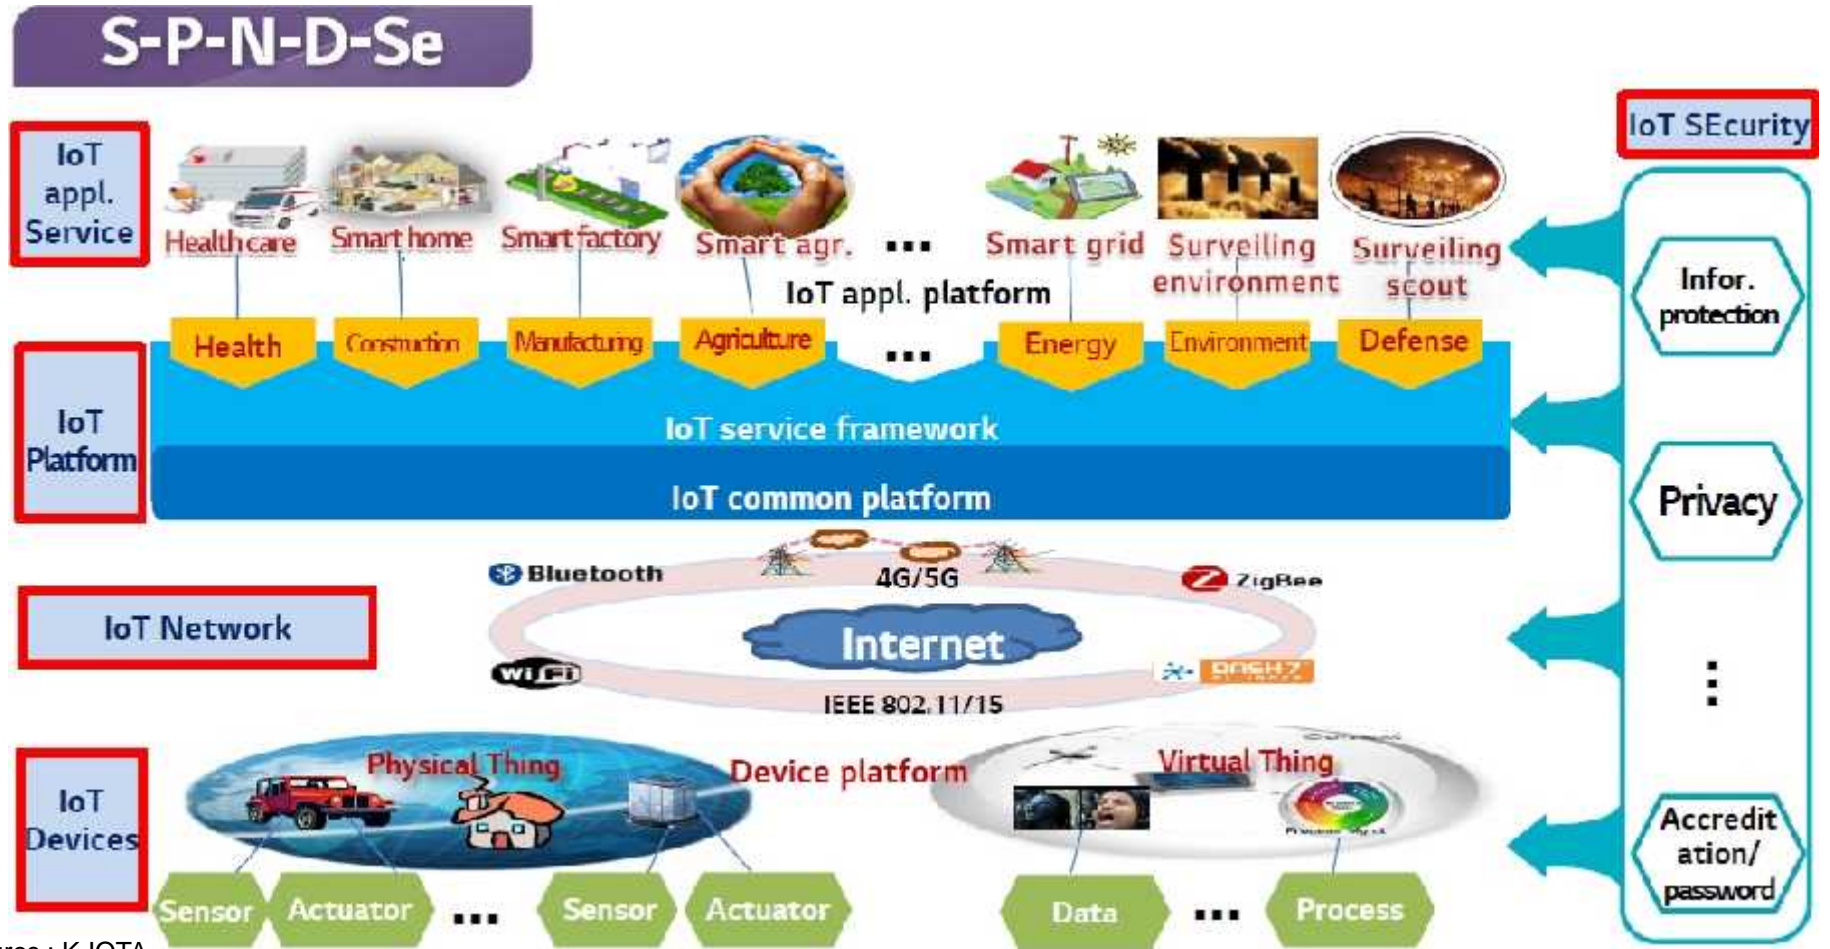 S-P-N-D-Se
IoT SEcurity
IoT
appl.
Service
Health care
Smart home
Smart factory
Smart agr.
...
Smart grid
Surveiling
environment
Surveiling
scout
IoT appl. platform
Infor.
protection
Health
Construction
Manufacturing
Agriculture
...
Energy
Environment
Defense
IoT
Platform
IoT service framework
IoT common platform
Privacy
Bluetooth
4G/5G
ZigBee
IoT Network
Internet
WiFi
DASH7
IEEE 802.11/15
IoT
Devices
Physical Thing
Device platform
Virtual Thing
Accredit
ation/
password
Sensor
Actuator
...
Sensor
Actuator
Data
...
Process
: K-IOTA